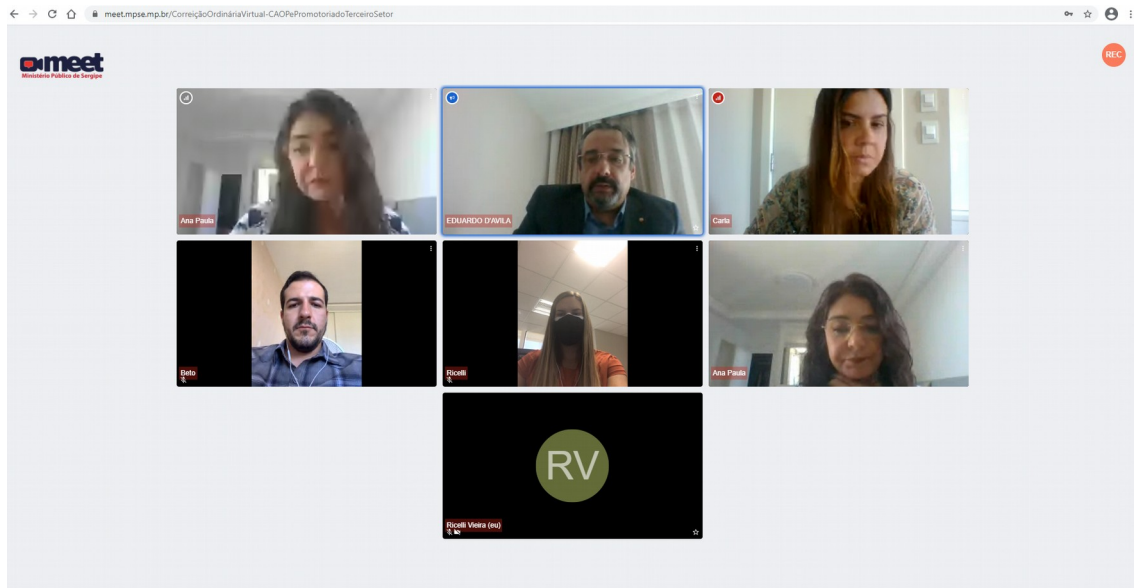 meet.mpse.mp.br/CorreiçãoOrdináriaVirtual-CAOPePromotoriadoTerceiroSetor
meet
Ministério Público de Sergipe
REC
Ana Paula
EDUARDO D'AVILA
Carla
Beto
Ricelli
Ana Paula
RV
Ricelli Vieira (eu)